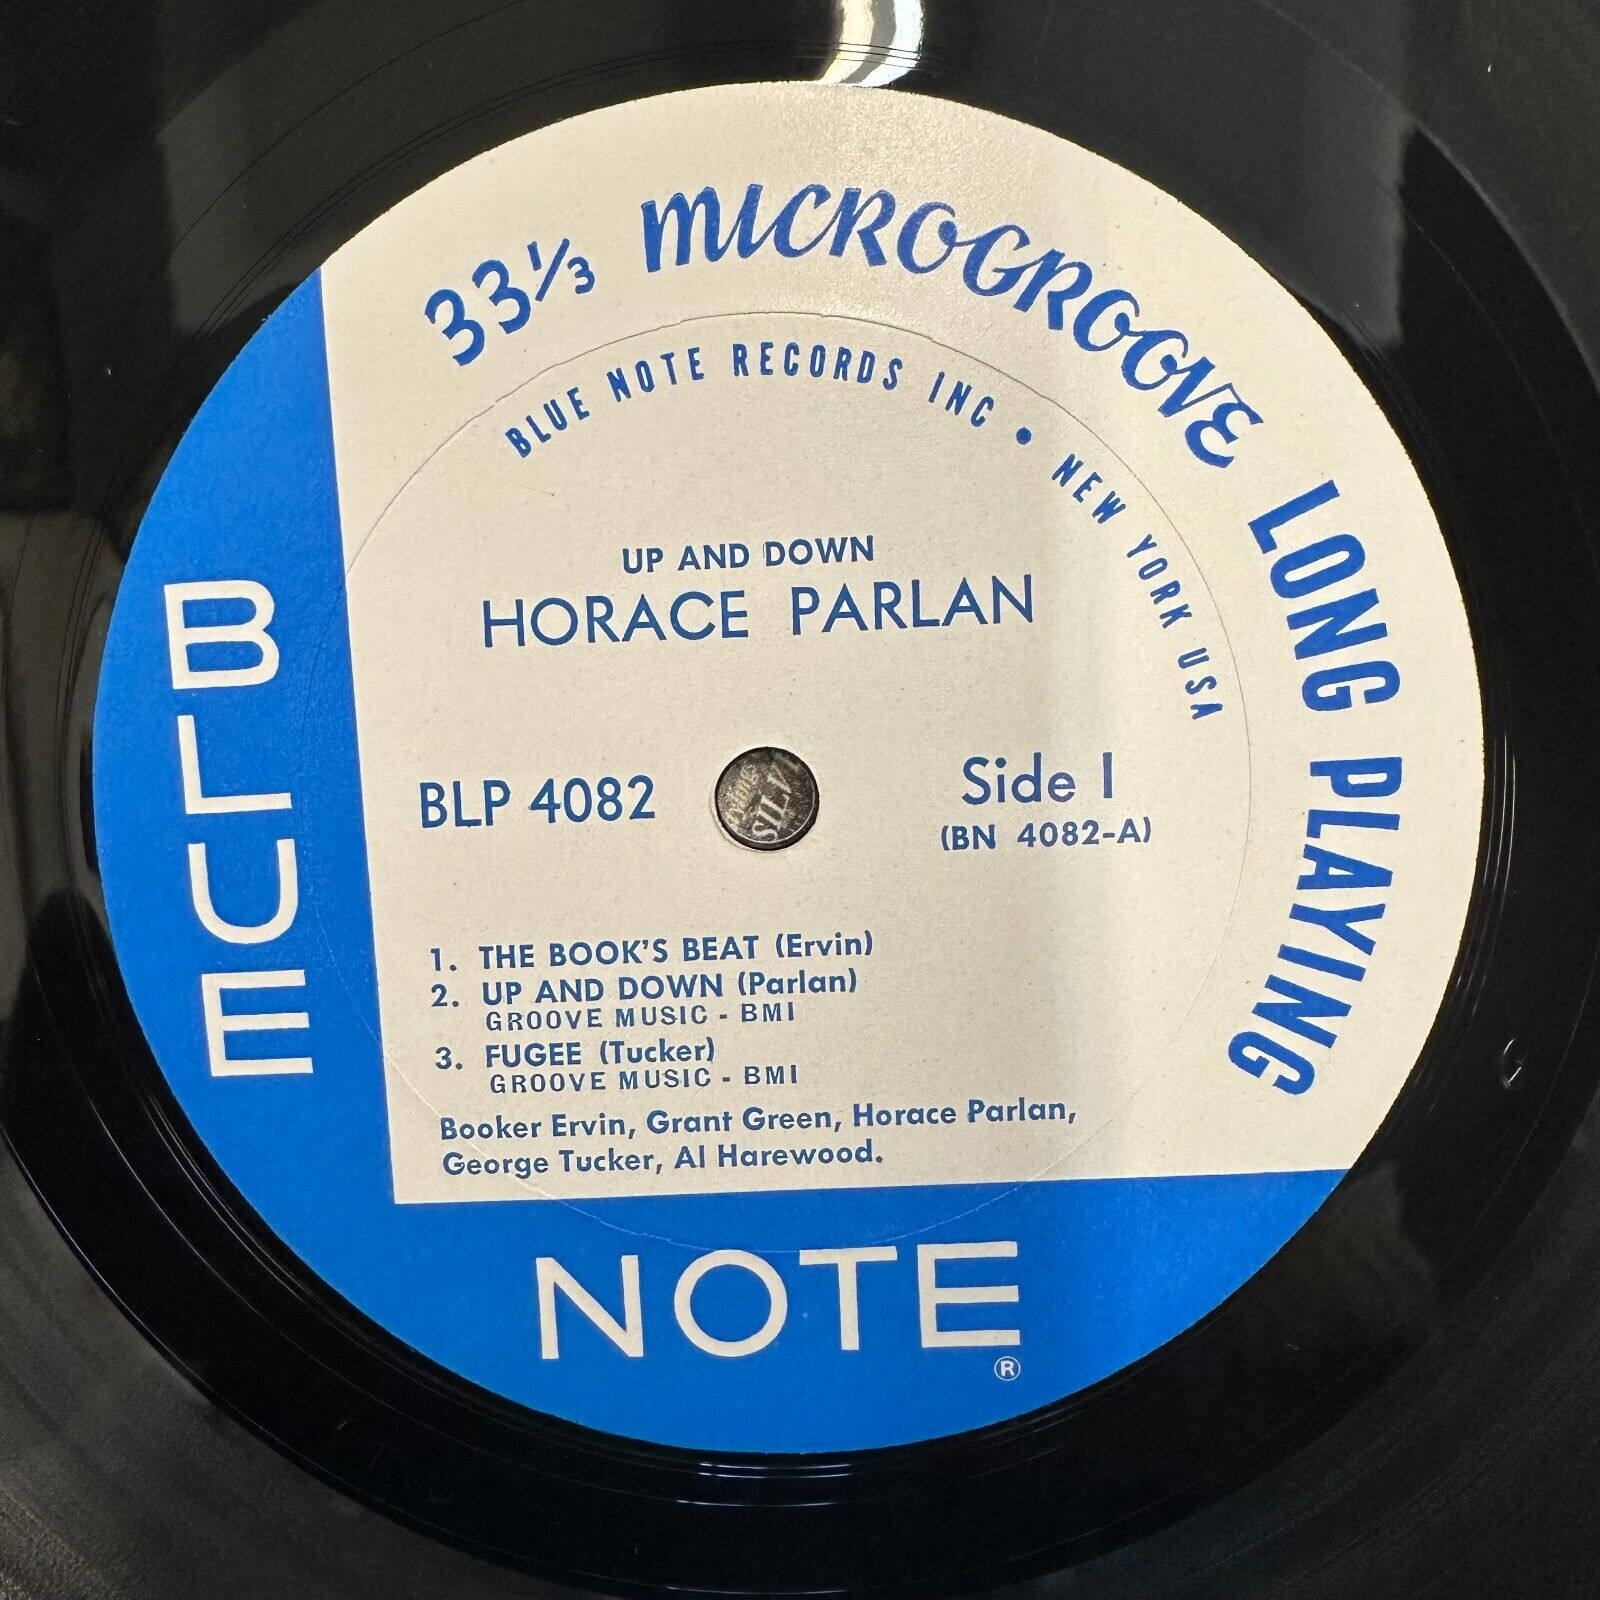 33⅓ MICROGROOVE LONG PLAYING
BLUE NOTE RECORDS INC • NEW YORK USA
UP AND DOWN
HORACE PARLAN
BLP 4082
Side 1
(BN 4082-A)
1. THE BOOK'S BEAT (Ervin)
2. UP AND DOWN (Parlan)
GROOVE MUSIC - BMI
3. FUGEE (Tucker)
GROOVE MUSIC - BMI
Booker Ervin, Grant Green, Horace Parlan,
George Tucker, Al Harewood.
BLUE
NOTE
®